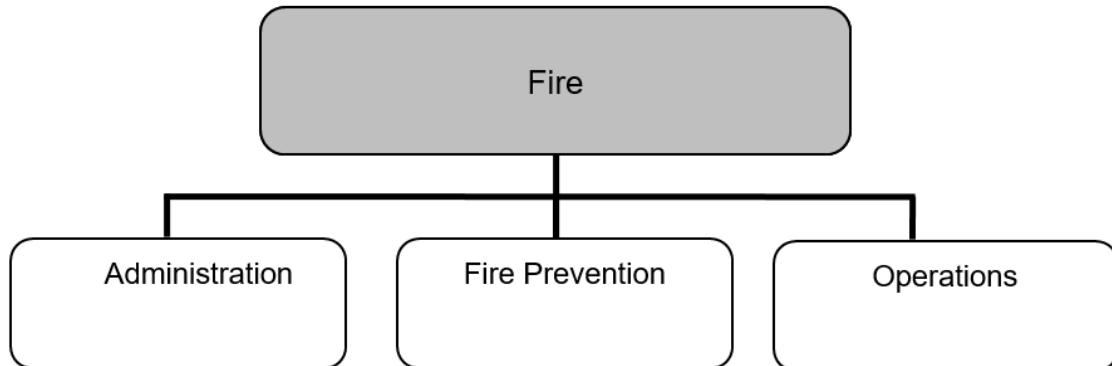 Fire
Administration
Fire Prevention
Operations